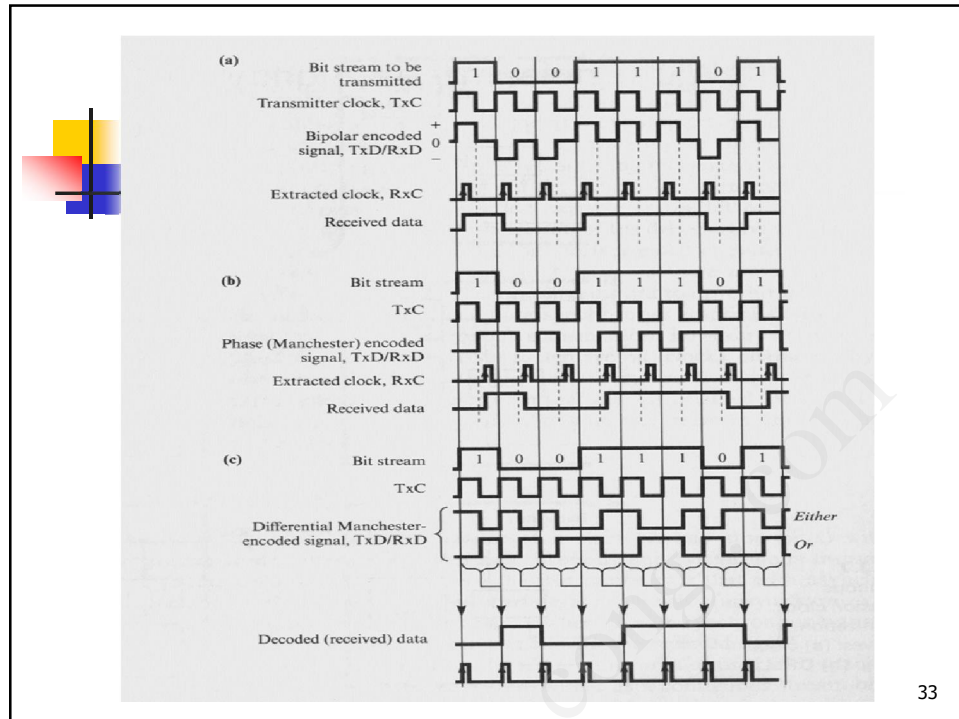 (a)
Bit stream to be
transmitted
1 0 0 1 1 1 0 1
Transmitter clock, TxC
Bipolar encoded
signal, TxD/RxD
+
0
−
Extracted clock, RxC
Received data
(b)
Bit stream
1 0 0 1 1 1 0 1
TxC
Phase (Manchester) encoded
signal, TxD/RxD
Extracted clock, RxC
Received data
(c)
Bit stream
1 0 0 1 1 1 0 1
TxC
Differential Manchester-
encoded signal, TxD/RxD
Either
Or
Decoded (received) data
33